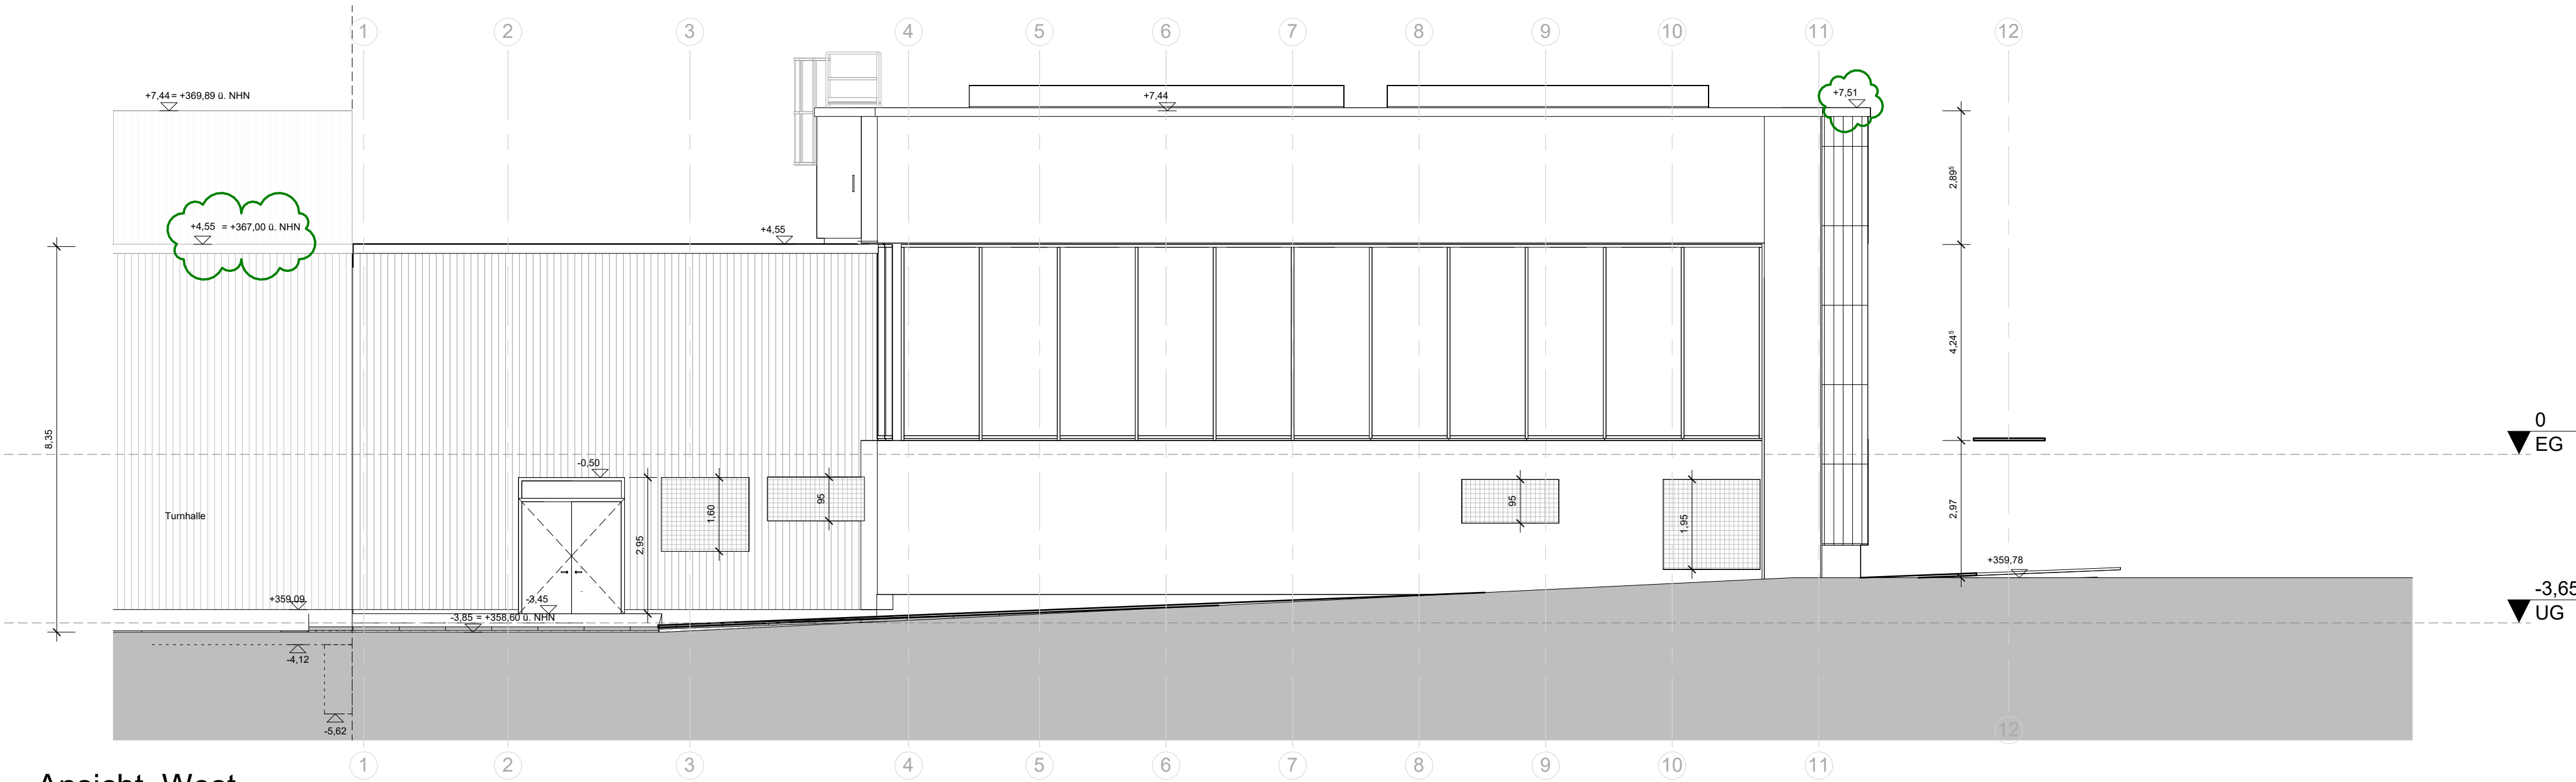 1 2 3 4 5 6 7 8 9 10 11 12
+7,44 = +369,89 ü. NHN
+7,44
+7,51
2,89⁵
+4,55 = +367,00 ü. NHN
+4,55
8,35
4,24⁵
0
EG
-0,50
2,95
1,60
95
95
1,95
2,97
Turnhalle
+359,78
+359,09
-3,45
-3,65
UG
-3,85 = +358,60 ü. NHN
-4,12
-5,62
12
1 2 3 4 5 6 7 8 9 10 11
Ansicht West